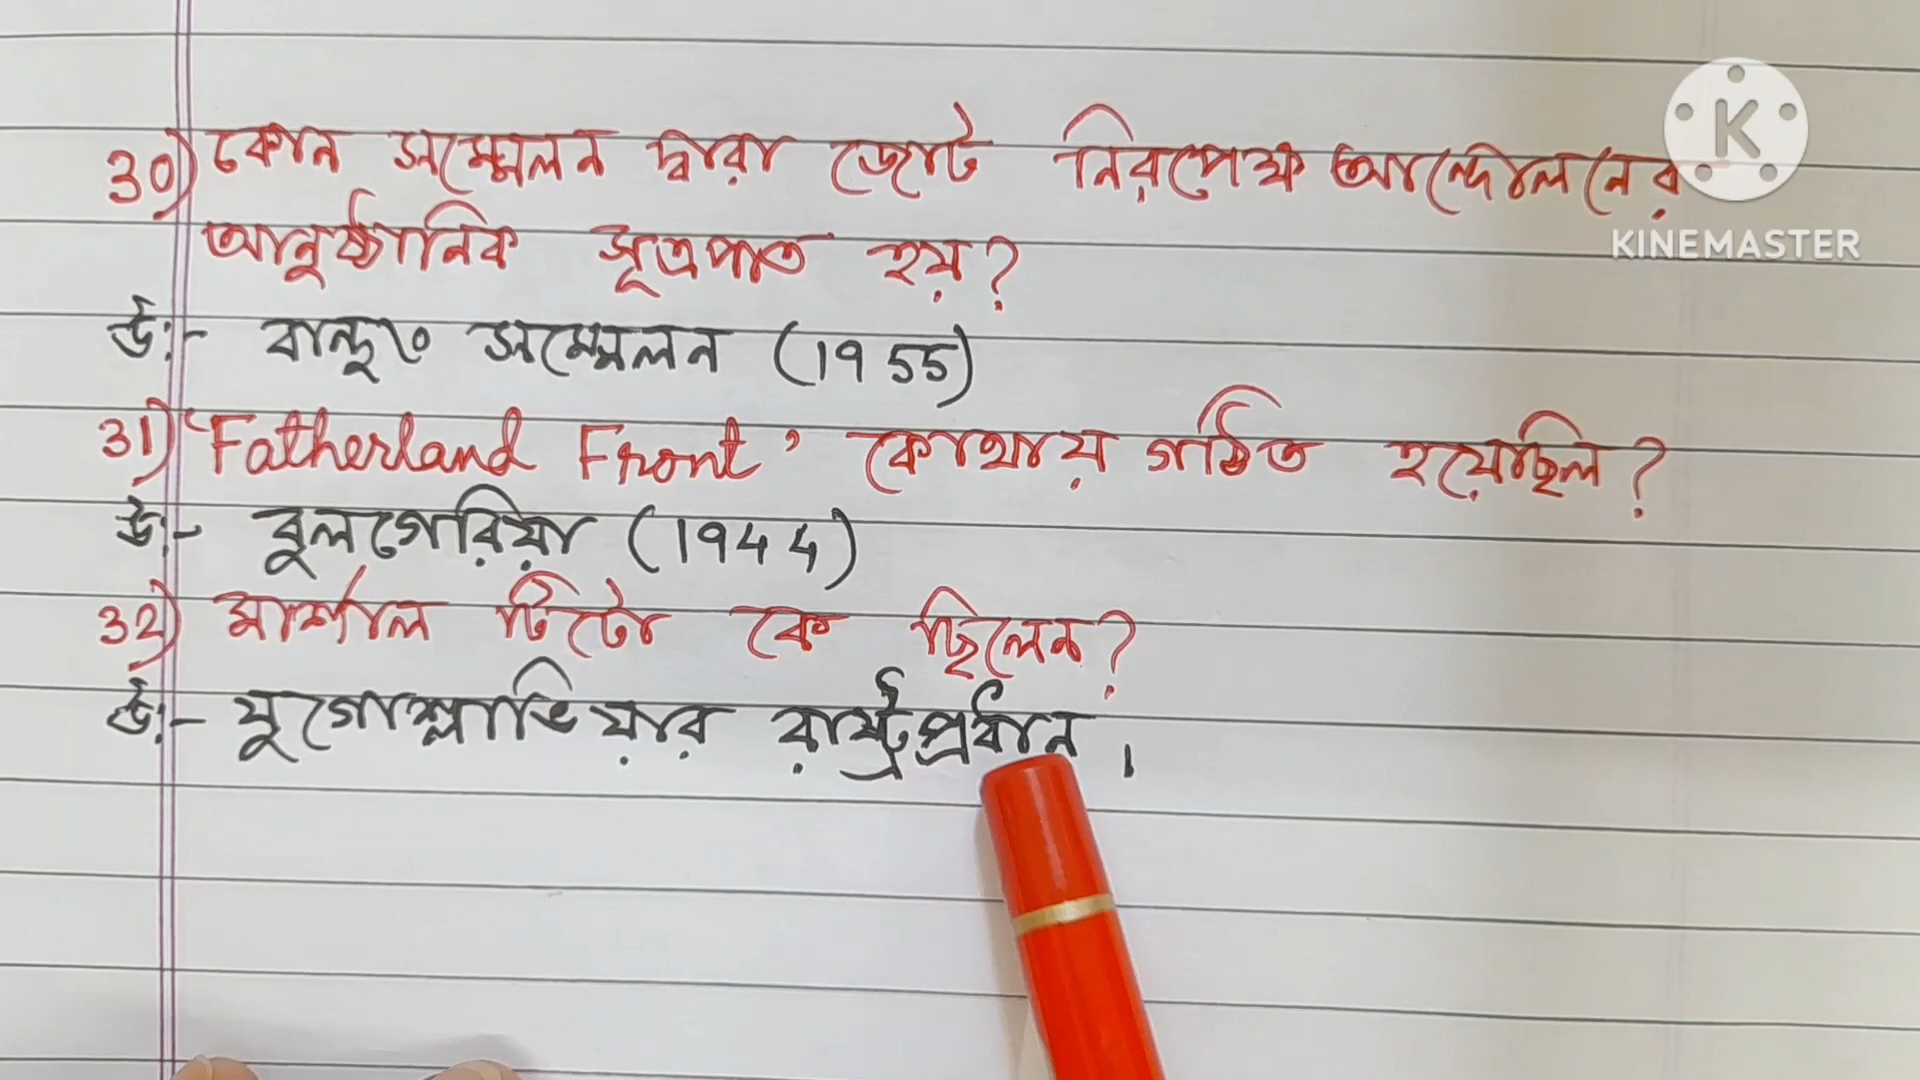 30) কোন সম্মেলন দ্বারা জোট নিরপেক্ষ আন্দোলনের
আনুষ্ঠানিক সূত্রপাত হয়?
উ:- বান্দুং সম্মেলন (1955)
31) 'Fatherland Front' কোথায় গঠিত হয়েছিল?
উ:- বুলগেরিয়া (1944)
32) মার্শাল টিটো কে ছিলেন?
উ:- যুগোশ্লাভিয়ার রাষ্ট্রপ্রধান।
K
KINEMASTER